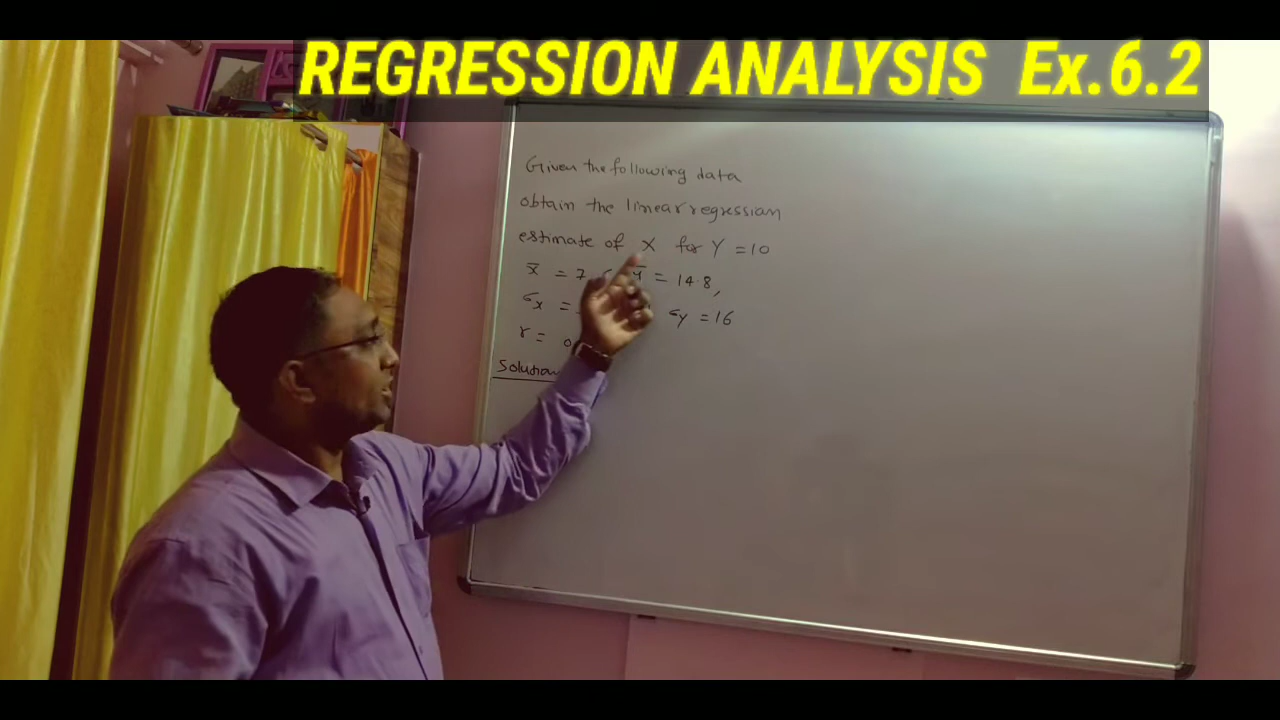 REGRESSION ANALYSIS Ex.6.2
Given the following data
obtain the linear regression
estimate of X for Y = 10
x̄ = 7. ȳ = 14.8,
σx = σy = 16
r = 0
Solution